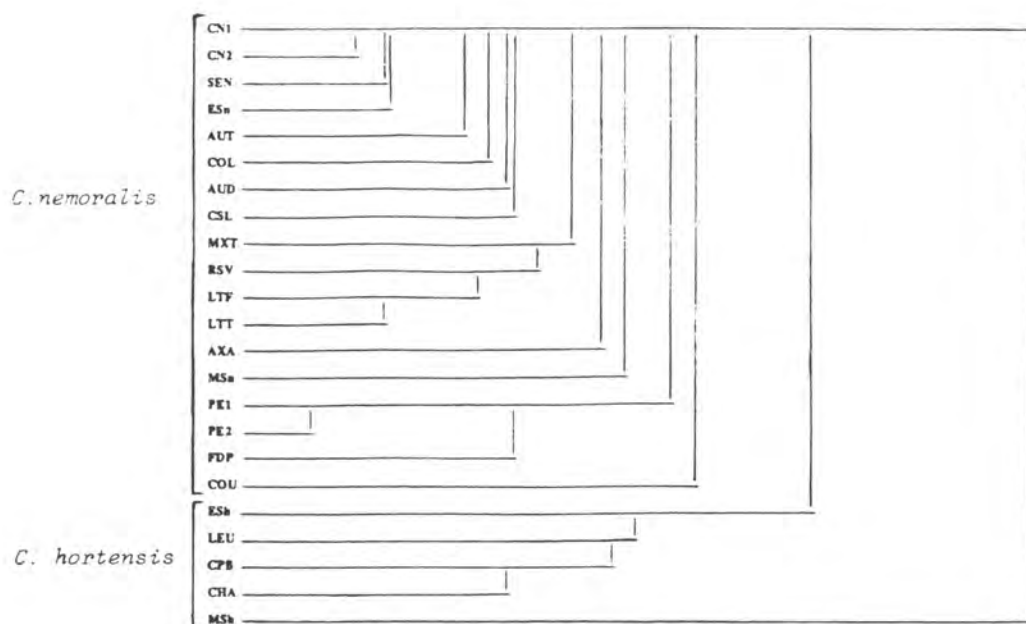 CN1
CN2
SEN
ESn
AUT
COL
C.nemoralis
AUD
CSL
MXT
RSV
LTF
LTT
AXA
MSn
PE1
PE2
FDP
COU
ESh
LEU
C. hortensis
CPB
CHA
MSh